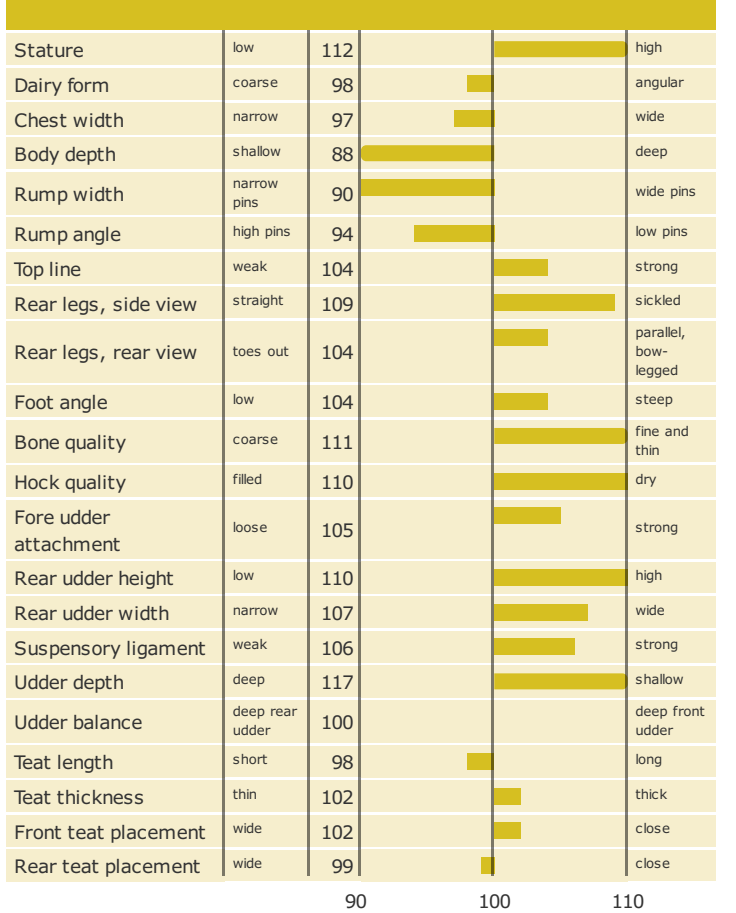 Stature low 112 high
Dairy form coarse 98 angular
Chest width narrow 97 wide
Body depth shallow 88 deep
Rump width narrow pins 90 wide pins
Rump angle high pins 94 low pins
Top line weak 104 strong
Rear legs, side view straight 109 sickled
Rear legs, rear view toes out 104 parallel, bow-legged
Foot angle low 104 steep
Bone quality coarse 111 fine and thin
Hock quality filled 110 dry
Fore udder attachment loose 105 strong
Rear udder height low 110 high
Rear udder width narrow 107 wide
Suspensory ligament weak 106 strong
Udder depth deep 117 shallow
Udder balance deep rear udder 100 deep front udder
Teat length short 98 long
Teat thickness thin 102 thick
Front teat placement wide 102 close
Rear teat placement wide 99 close
90 100 110